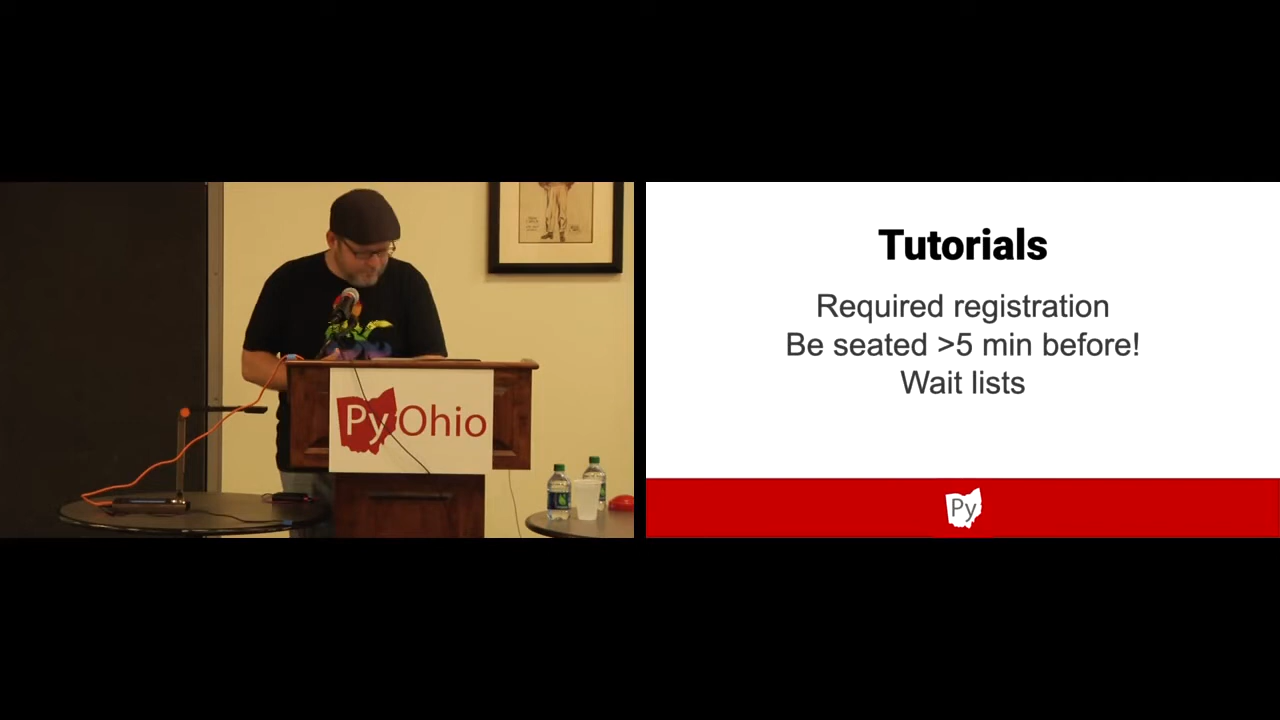 PyOhio
Tutorials
Required registration
Be seated >5 min before!
Wait lists
Py